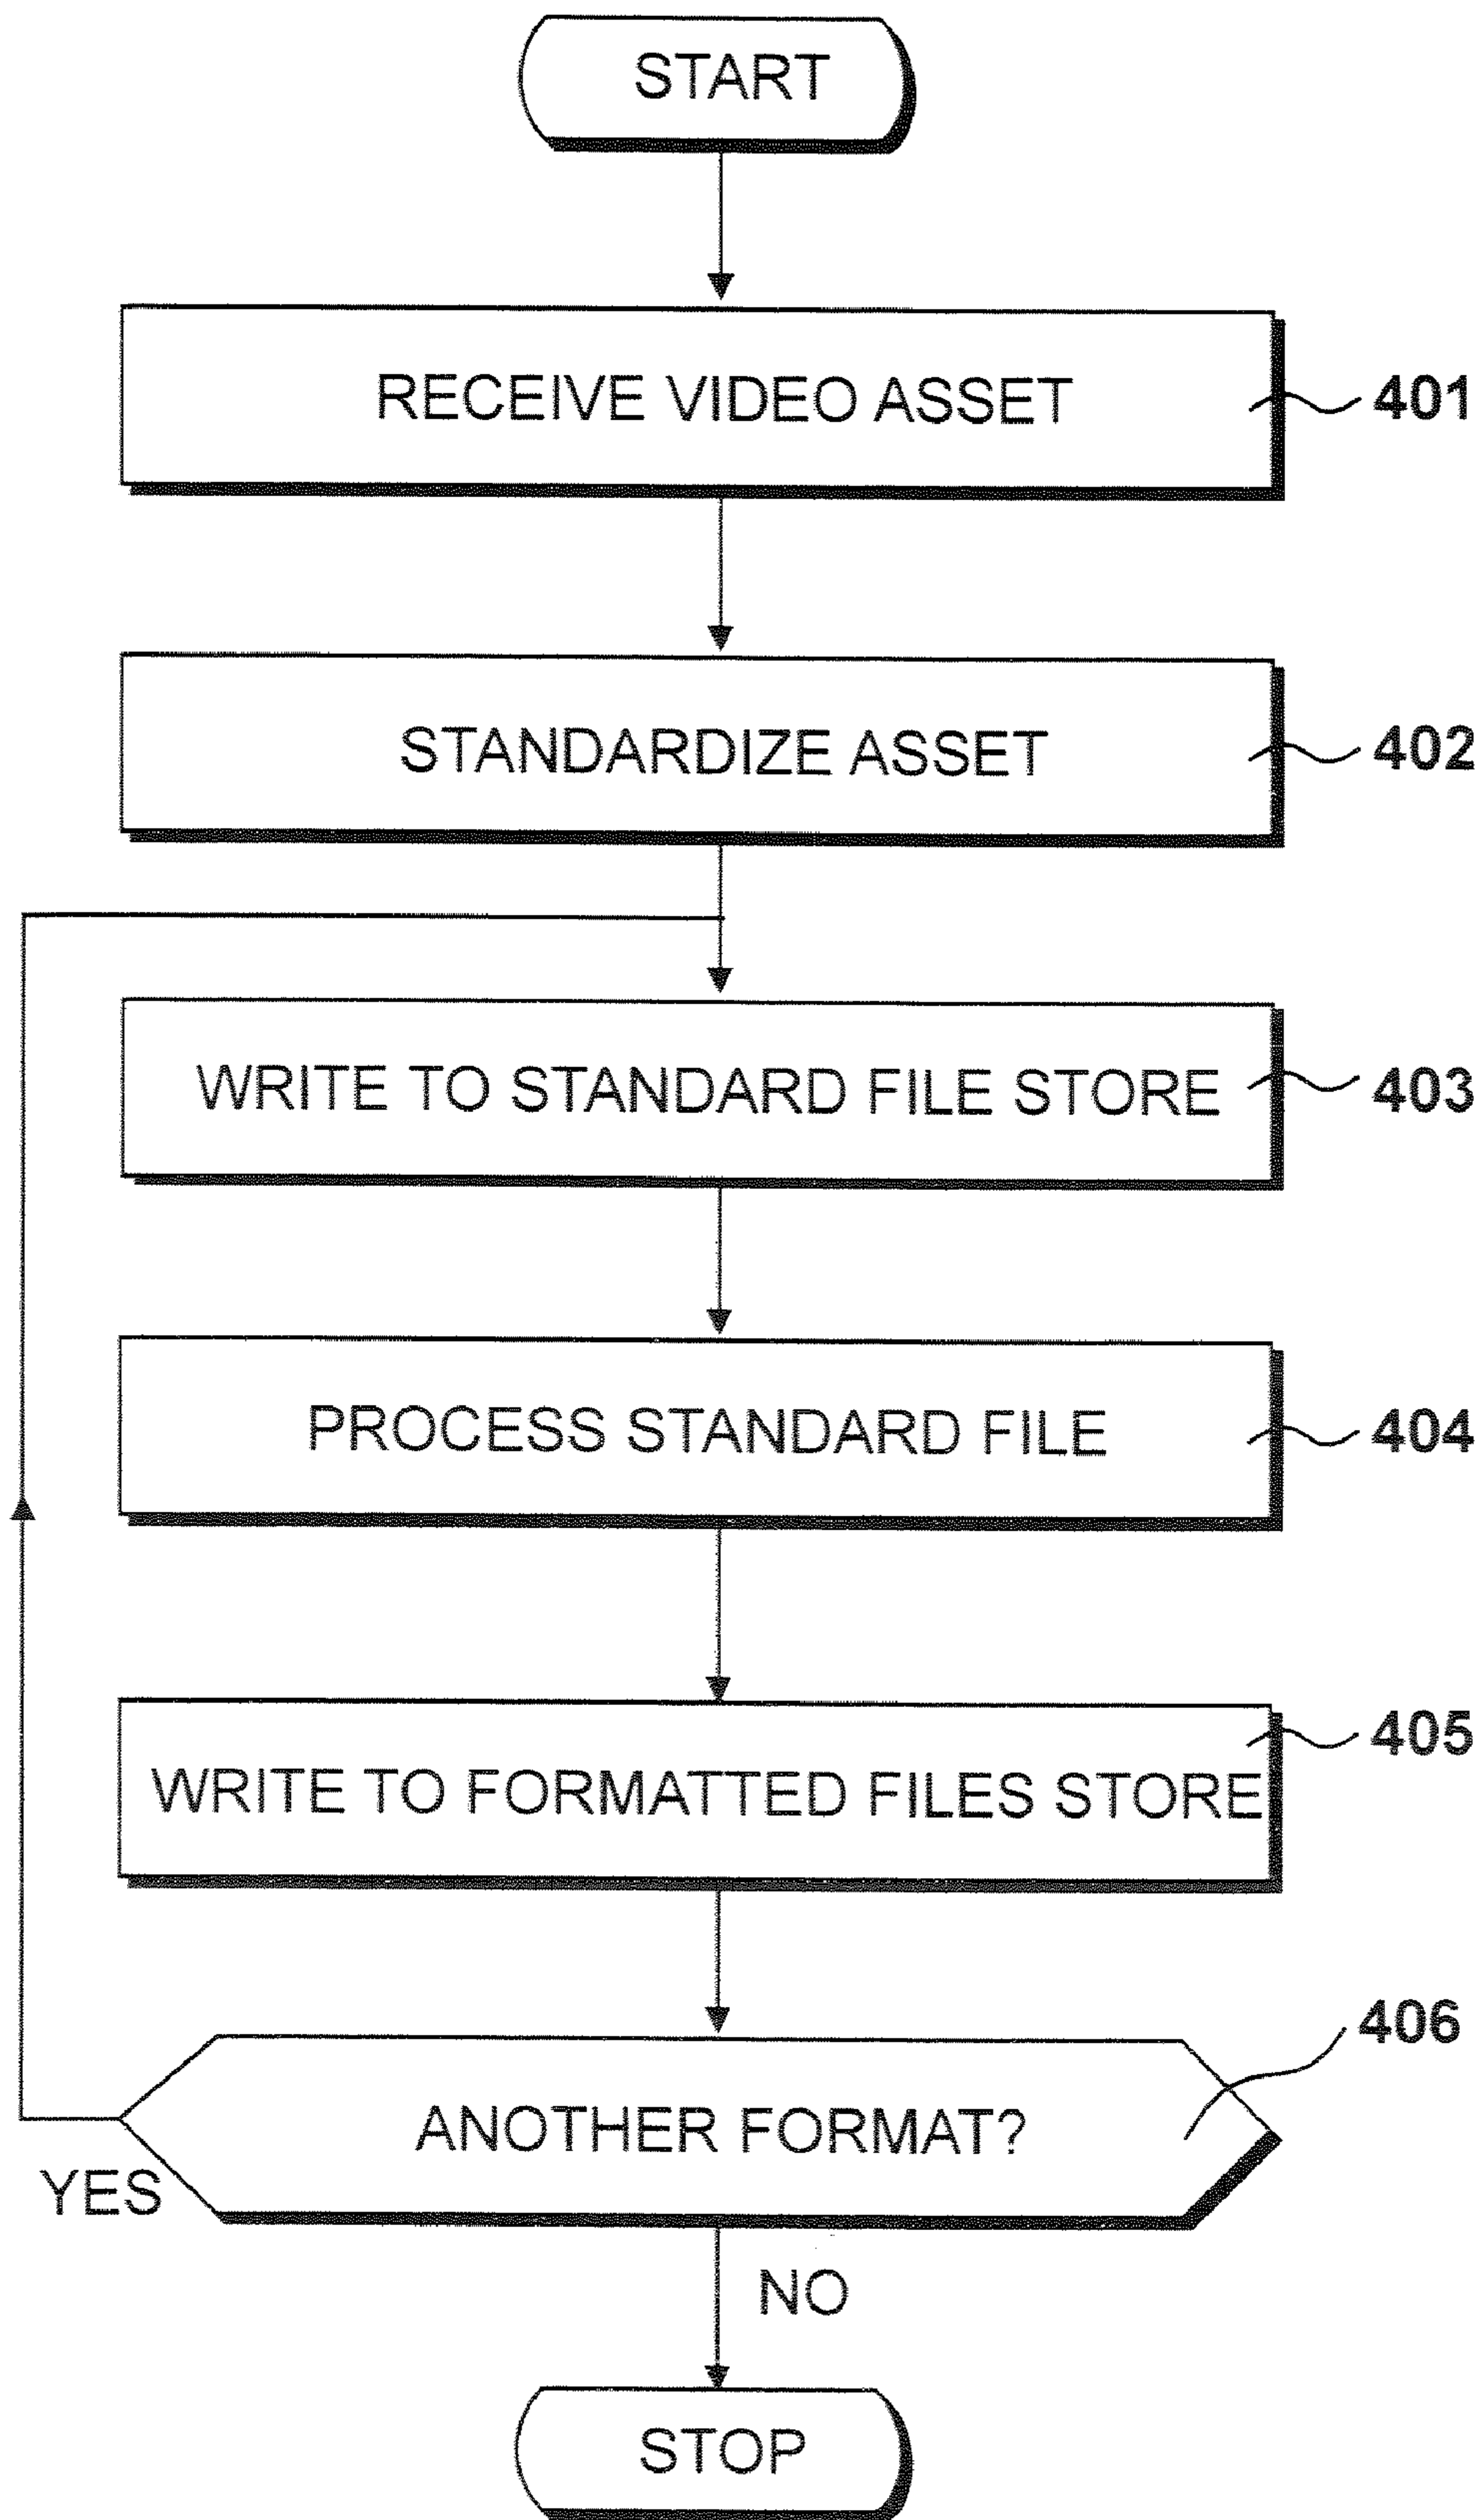 START
RECEIVE VIDEO ASSET
401
STANDARDIZE ASSET
402
WRITE TO STANDARD FILE STORE
403
PROCESS STANDARD FILE
404
WRITE TO FORMATTED FILES STORE
405
ANOTHER FORMAT?
406
YES
NO
STOP